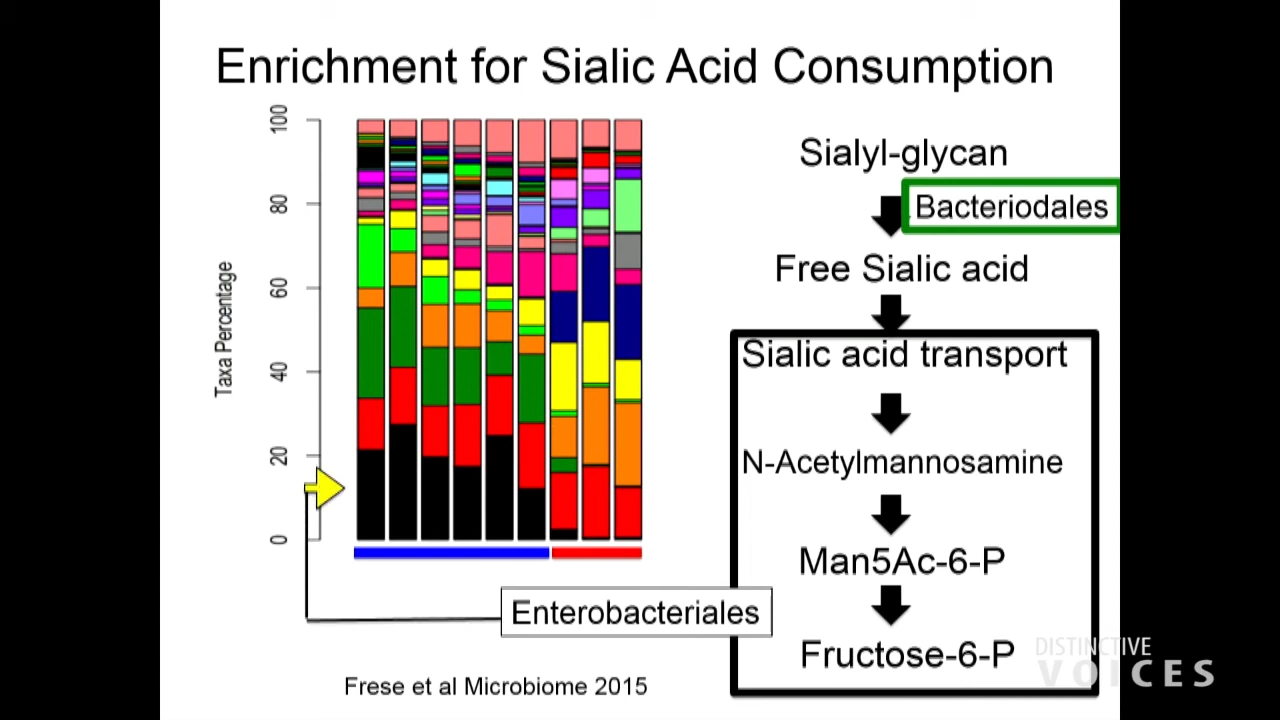 Enrichment for Sialic Acid Consumption
100
80
60
40
20
0
Taxa Percentage
Enterobacteriales
Frese et al Microbiome 2015
Sialyl-glycan
Bacteriodales
Free Sialic acid
Sialic acid transport
N-Acetylmannosamine
Man5Ac-6-P
Fructose-6-P
DISTINCTIVE
VOICES